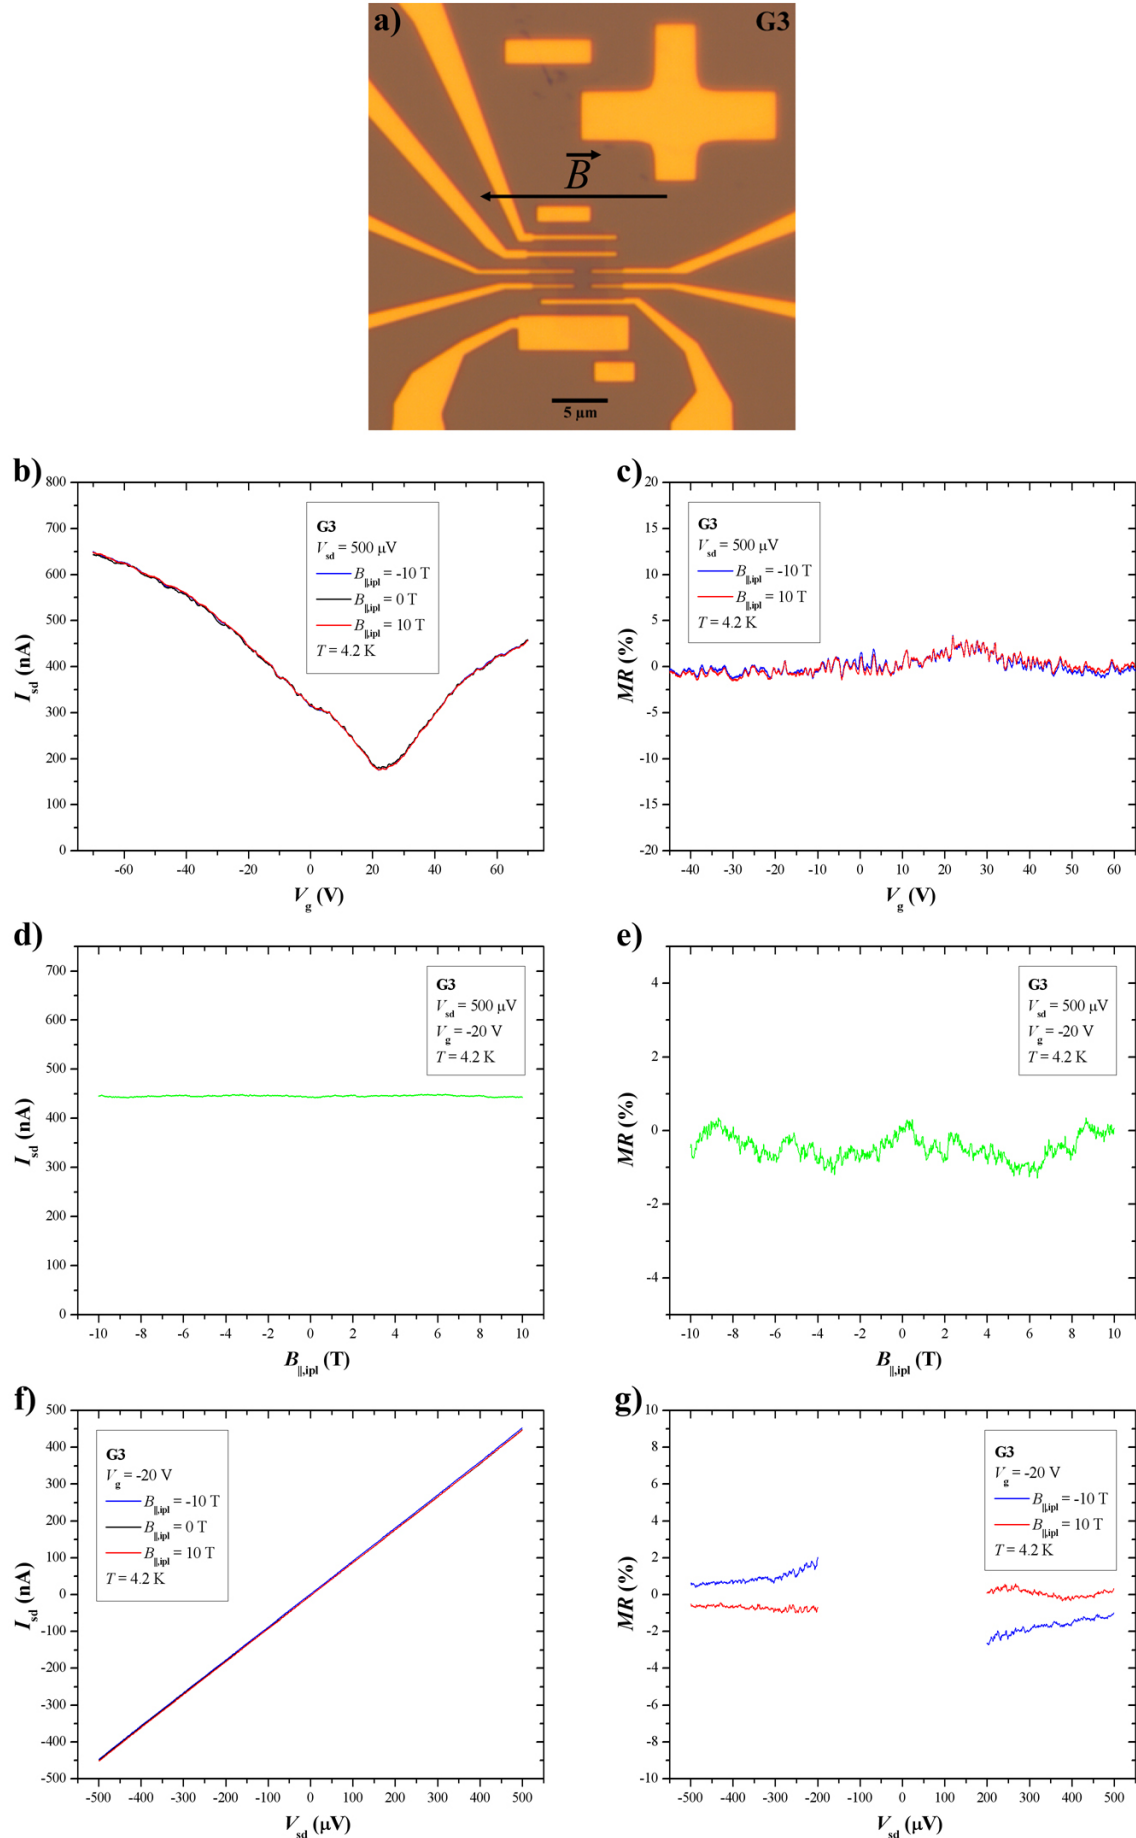 a)
G3
B
5 µm
b)
800
700
600
500
400
300
200
100
0
I_sd (nA)
G3
V_sd = 500 µV
B_||,ipl = -10 T
B_||,ipl = 0 T
B_||,ipl = 10 T
T = 4.2 K
-60 -40 -20 0 20 40 60
V_g (V)
c)
20
15
10
5
0
-5
-10
-15
-20
MR (%)
G3
V_sd = 500 µV
B_||,ipl = -10 T
B_||,ipl = 10 T
T = 4.2 K
-40 -30 -20 -10 0 10 20 30 40 50 60
V_g (V)
d)
700
600
500
400
300
200
100
0
I_sd (nA)
G3
V_sd = 500 µV
V_g = -20 V
T = 4.2 K
-10 -8 -6 -4 -2 0 2 4 6 8 10
B_||,ipl (T)
e)
4
2
0
-2
-4
MR (%)
G3
V_sd = 500 µV
V_g = -20 V
T = 4.2 K
-10 -8 -6 -4 -2 0 2 4 6 8 10
B_||,ipl (T)
f)
500
400
300
200
100
0
-100
-200
-300
-400
-500
I_sd (nA)
G3
V_g = -20 V
B_||,ipl = -10 T
B_||,ipl = 0 T
B_||,ipl = 10 T
T = 4.2 K
-500 -400 -300 -200 -100 0 100 200 300 400 500
V_sd (µV)
g)
10
8
6
4
2
0
-2
-4
-6
-8
-10
MR (%)
G3
V_g = -20 V
B_||,ipl = -10 T
B_||,ipl = 10 T
T = 4.2 K
-500 -400 -300 -200 -100 0 100 200 300 400 500
V_sd (µV)